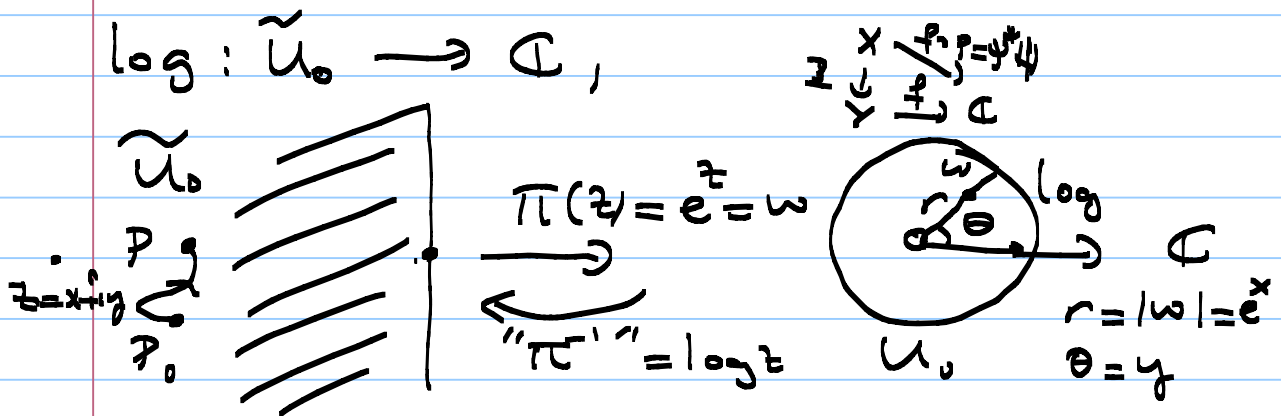 log : Ũ₀ → ℂ,
X
Y f → ℂ
Ũ₀
π(z) = e^z = w
w
r
θ
log
→ ℂ
P
z = x+iy
P₀
"π⁻¹" = log z
U₀
r = |w| = e^x
θ = y